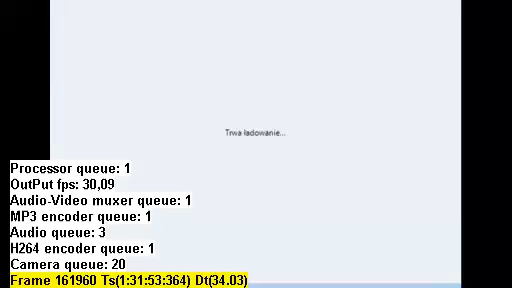 Trwa ładowanie...
Processor queue: 1
OutPut fps: 30,09
Audio-Video muxer queue: 1
MP3 encoder queue: 1
Audio queue: 3
H264 encoder queue: 1
Camera queue: 20
Frame 161960 Ts(1:31:53:364) Dt(34.03)